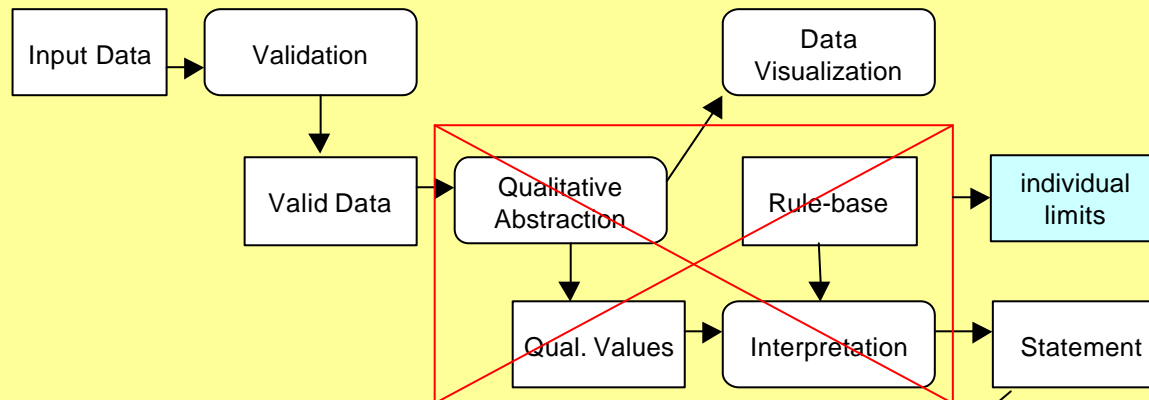 Input Data
Validation
Data
Visualization
Valid Data
Qualitative
Abstraction
Rule-base
individual
limits
Qual. Values
Interpretation
Statement